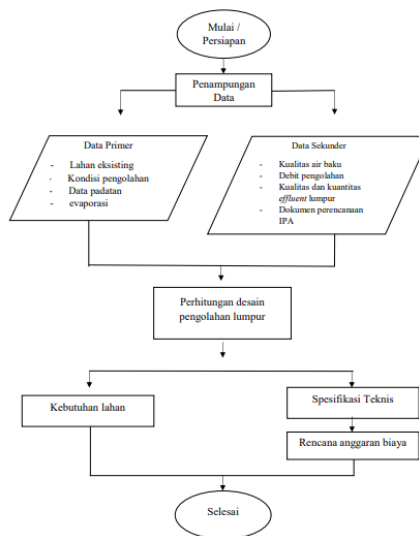 Mulai /
Persiapan
Penampungan
Data
Data Primer
- Lahan eksisting
- Kondisi pengolahan
- Data padatan
- evaporasi
Data Sekunder
- Kualitas air baku
- Debit pengolahan
- Kualitas dan kuantitas
effluent lumpur
- Dokumen perencanaan
IPA
Perhitungan desain
pengolahan lumpur
Kebutuhan lahan
Spesifikasi Teknis
Rencana anggaran biaya
Selesai